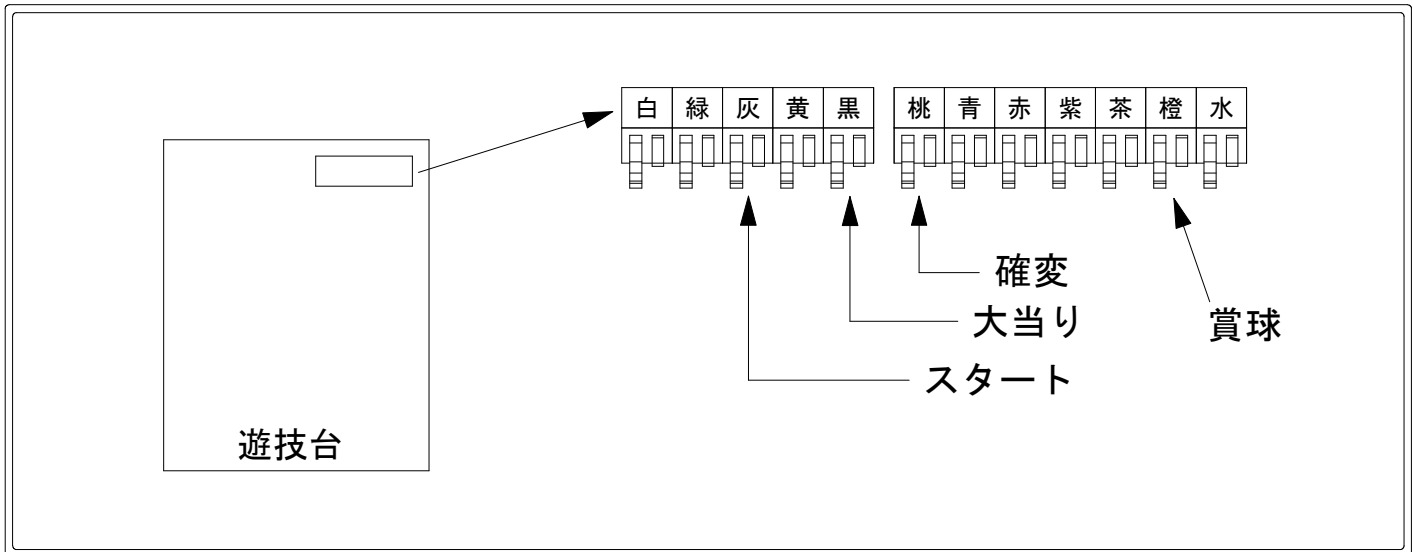 白 緑 灰 黄 黒 桃 青 赤 紫 茶 橙 水
確変
大当り
賞球
スタート
遊技台